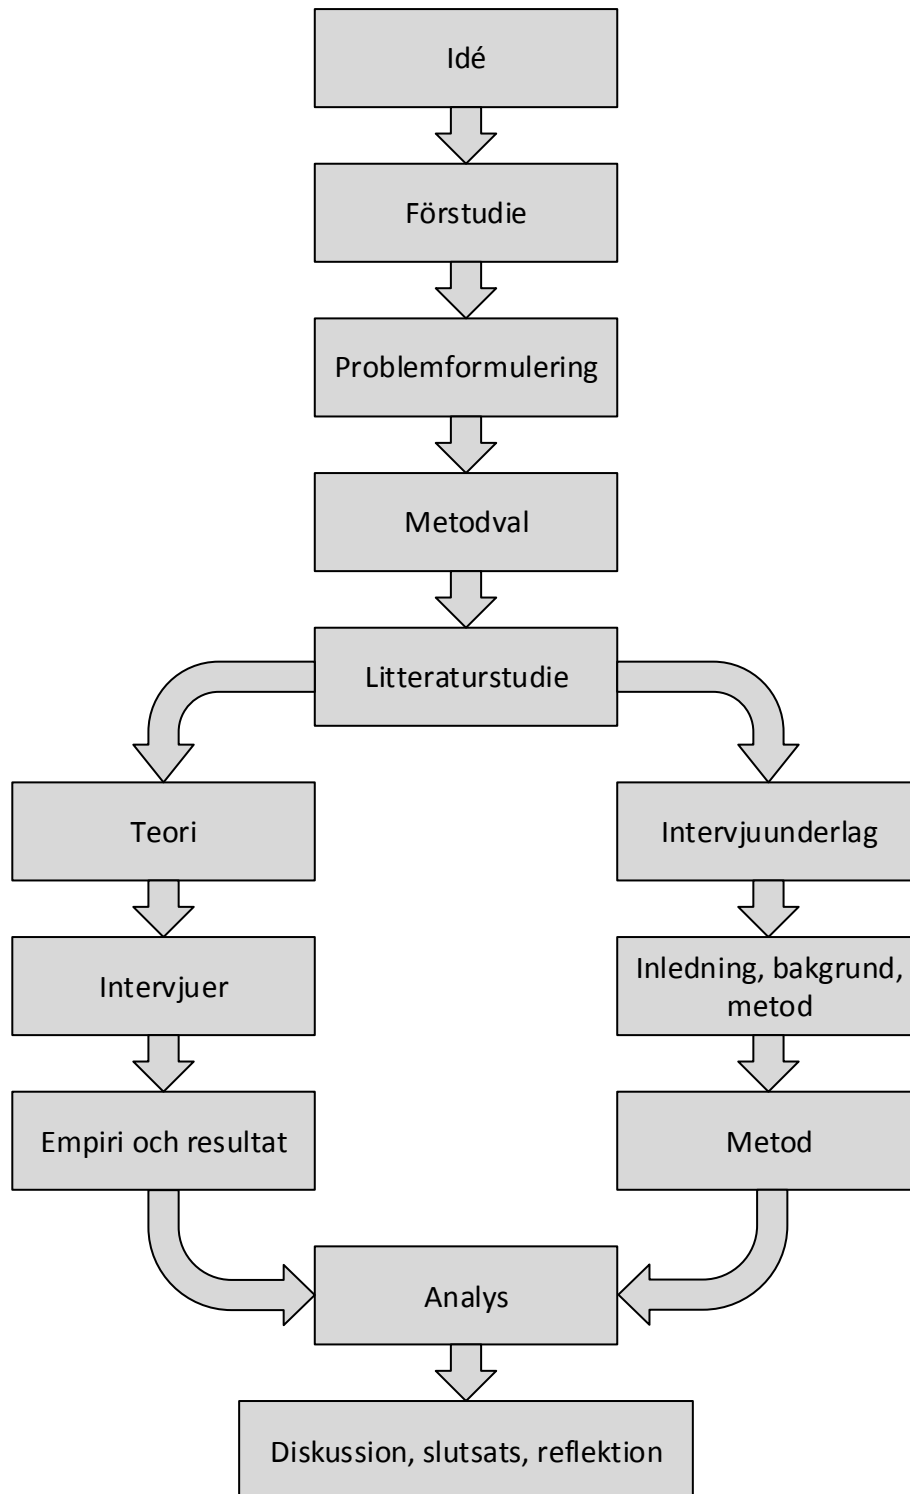 Idé
Förstudie
Problemformulering
Metodval
Litteraturstudie
Teori
Intervjuunderlag
Intervjuer
Inledning, bakgrund,
metod
Empiri och resultat
Metod
Analys
Diskussion, slutsats, reflektion